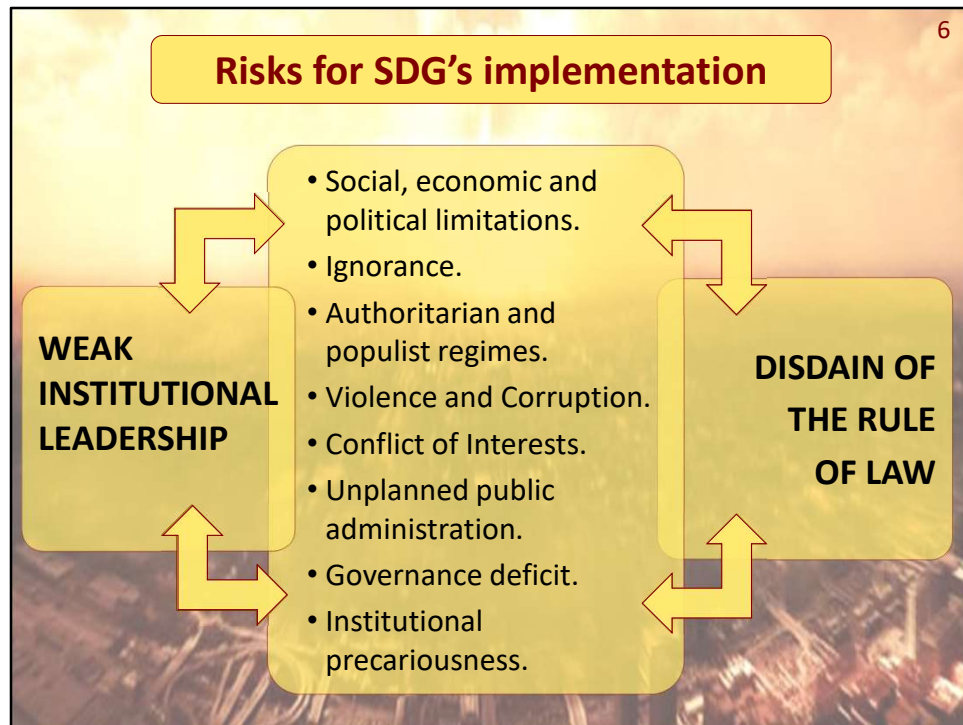 6
Risks for SDG’s implementation
WEAK
INSTITUTIONAL
LEADERSHIP
• Social, economic and
political limitations.
• Ignorance.
• Authoritarian and
populist regimes.
• Violence and Corruption.
• Conflict of Interests.
• Unplanned public
administration.
• Governance deficit.
• Institutional
precariousness.
DISDAIN OF
THE RULE
OF LAW